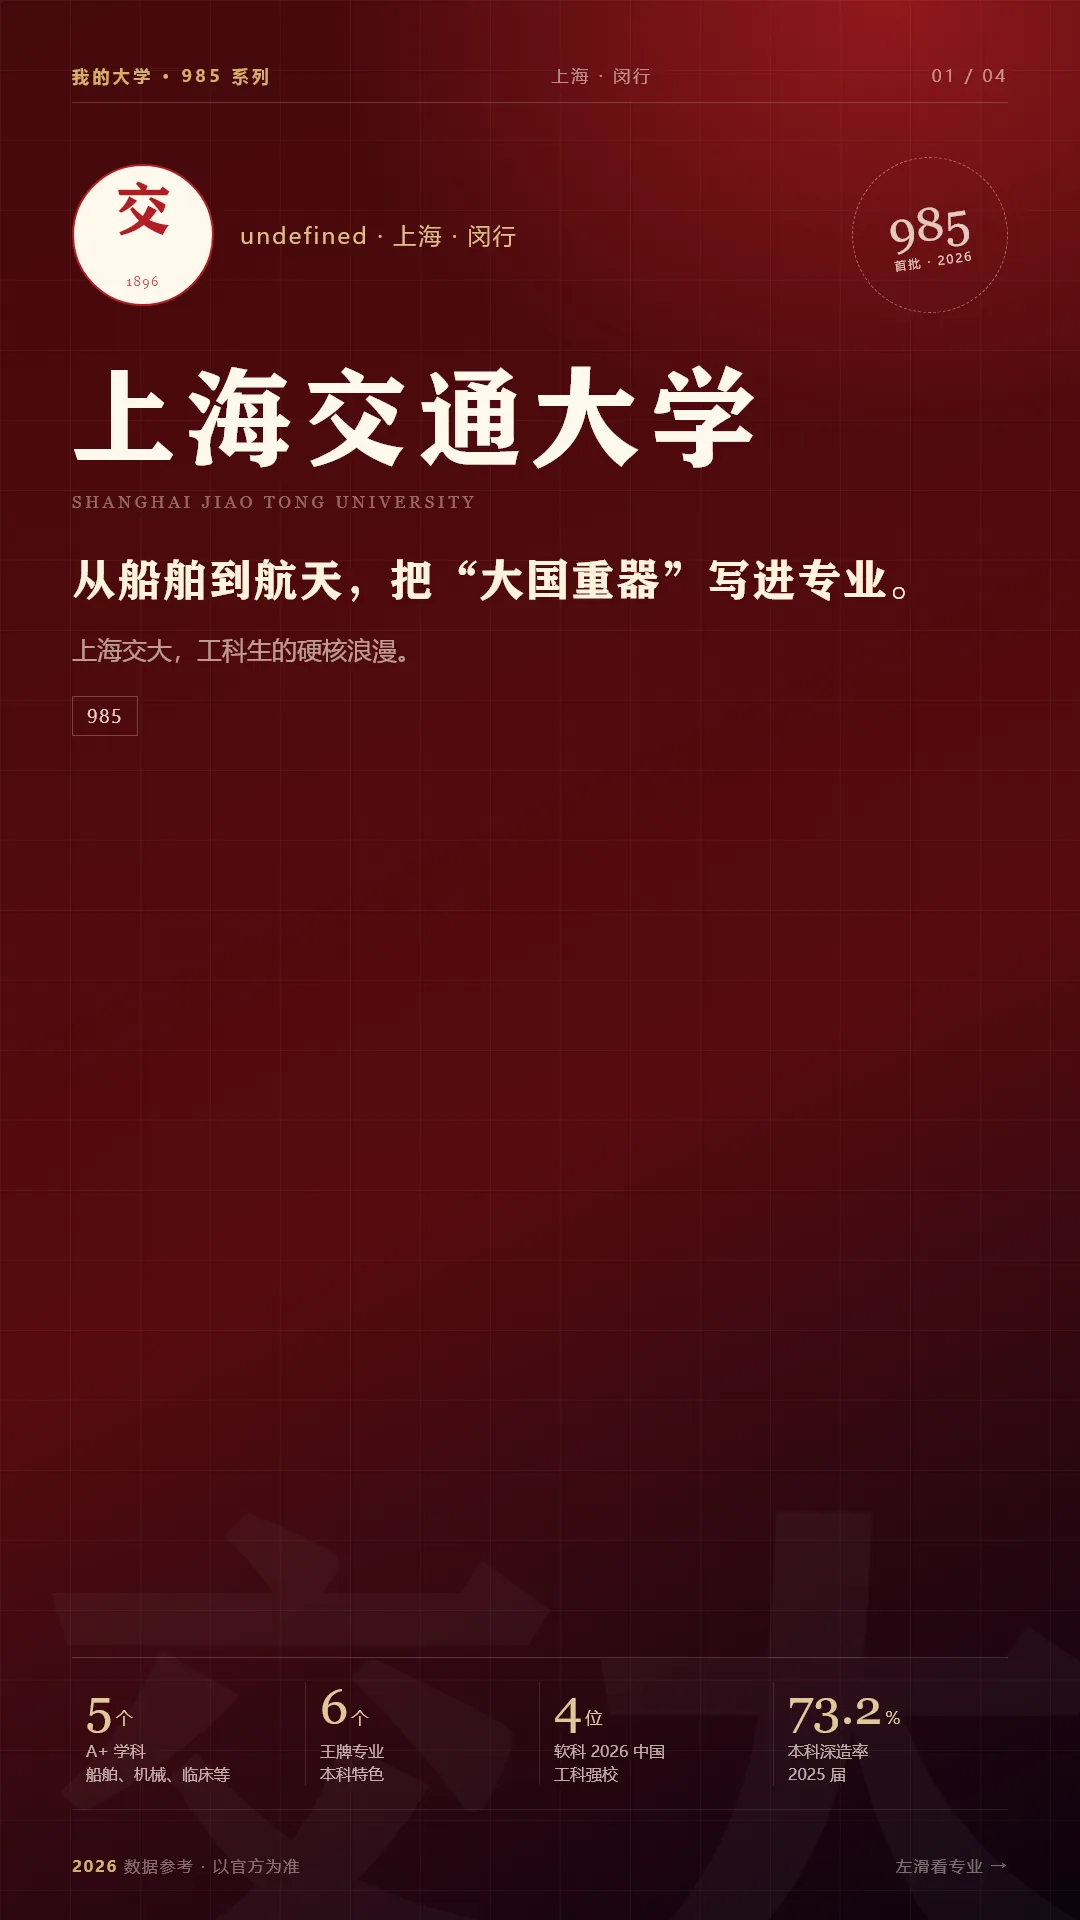 我的大学 · 985 系列
上海 · 闵行
01 / 04
交
1896
undefined · 上海 · 闵行
985
首批 · 2026
上海交通大学
SHANGHAI JIAO TONG UNIVERSITY
从船舶到航天，把“大国重器”写进专业。
上海交大，工科生的硬核浪漫。
985
交大
5个
A+ 学科
船舶、机械、临床等
6个
王牌专业
本科特色
4位
软科 2026 中国
工科强校
73.2%
本科深造率
2025 届
2026 数据参考 · 以官方为准
左滑看专业 →